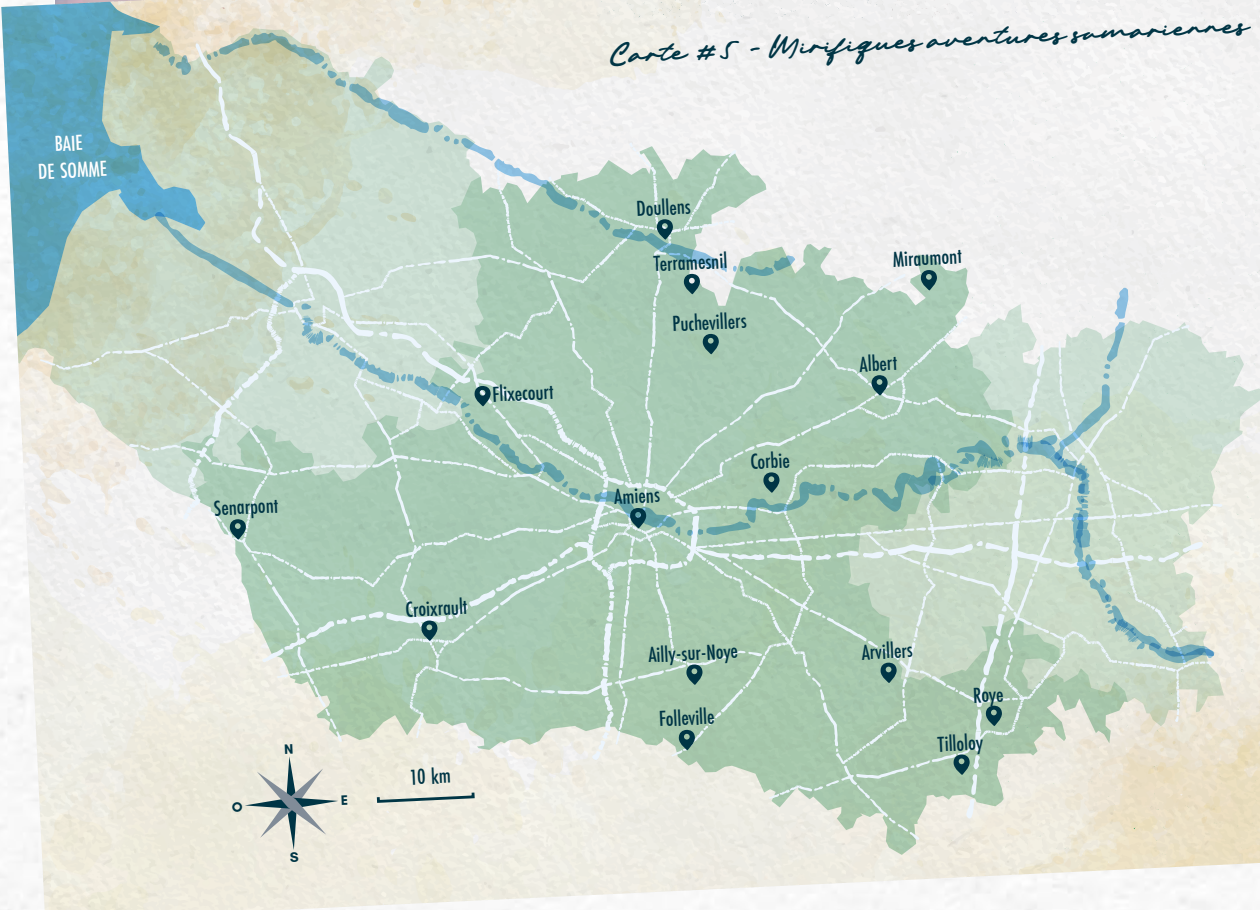 Carte #5 - Mirifiques aventures samariennes
BAIE
DE SOMME
Doullens
Terramesnil
Miraumont
Puchevillers
Albert
Flixecourt
Corbie
Amiens
Senarpont
Croixrault
Ailly-sur-Noye
Arvillers
Roye
Folleville
Tilloloy
N
O
E
S
10 km